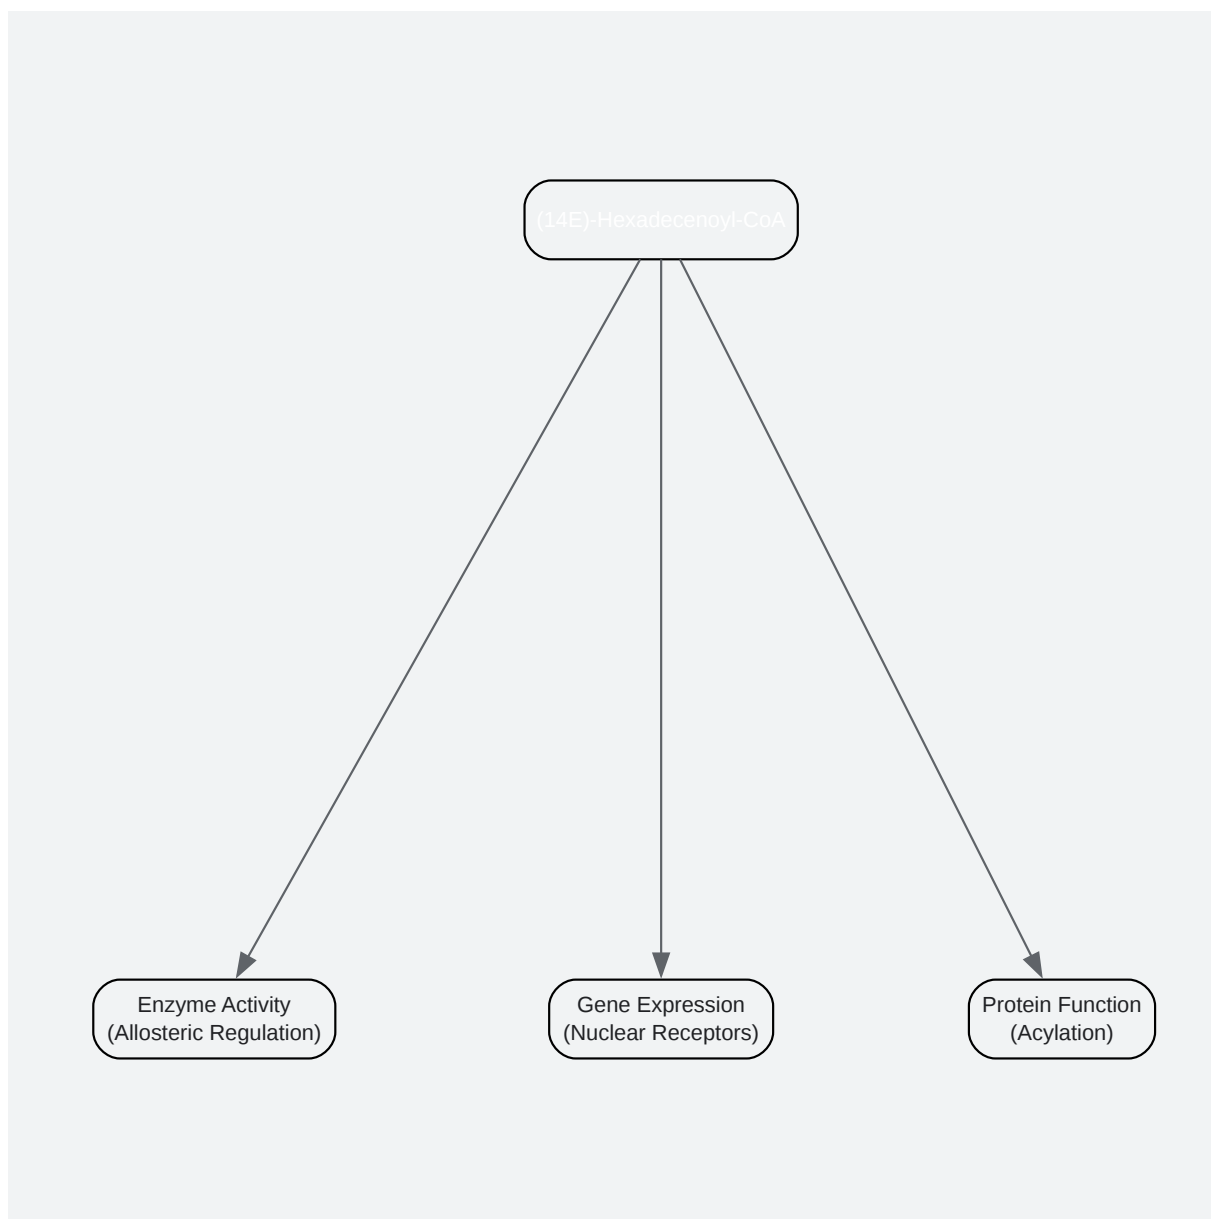 (14E)-Hexadecenoyl-CoA
Enzyme Activity
(Allosteric Regulation)
Gene Expression
(Nuclear Receptors)
Protein Function
(Acylation)